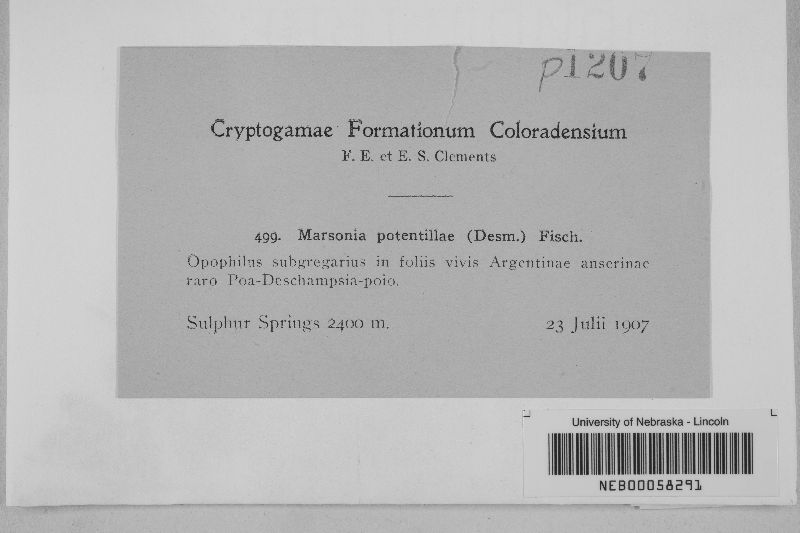 p1207
Cryptogamae Formationum Coloradensium
F. E. et E. S. Clements
499. Marsonia potentillae (Desm.) Fisch.
Opophilus subgregarius in foliis vivis Argentinae anserinae
raro Poa-Deschampsia-poio.
Sulphur Springs 2400 m. 23 Julii 1907
University of Nebraska - Lincoln
NEB00058291